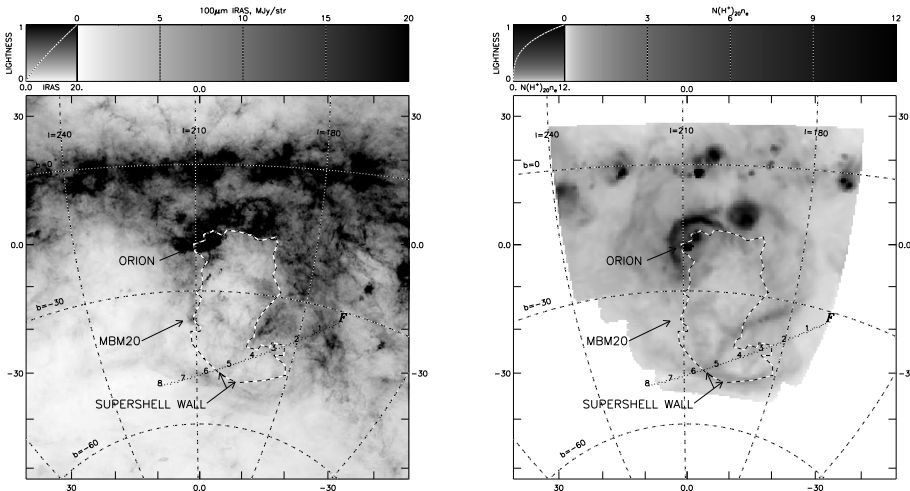 100μm IRAS, MJy/str
0 5 10 15 20
LIGHTNESS
1
0
0.0 IRAS 20.
0.0
30
0.0
-30
l=240
l=210
l=180
b=0
b=-30
b=-60
ORION
MBM20
SUPERSHELL WALL
F
1 2 3 4 5 6 7 8
30 0.0 -30
N(H⁺)₂₀nₑ
0 3 6 9 12
LIGHTNESS
1
0
0. N(H⁺)₂₀nₑ 12.
0.0
30
0.0
-30
l=240
l=210
l=180
b=0
b=-30
b=-60
ORION
MBM20
SUPERSHELL WALL
F
1 2 3 4 5 6 7 8
30 0.0 -30